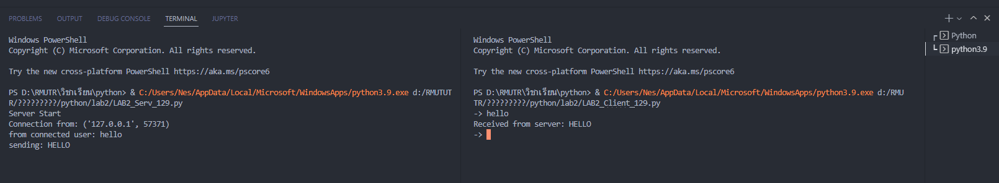 PROBLEMS OUTPUT DEBUG CONSOLE TERMINAL JUPYTER
Windows PowerShell
Copyright (C) Microsoft Corporation. All rights reserved.
Try the new cross-platform PowerShell https://aka.ms/pscore6
PS D:\RMUTR\วิชาเรียน\python> & C:/Users/Nes/AppData/Local/Microsoft/WindowsApps/python3.9.exe d:/RMUTUT
R/?????????/python/lab2/LAB2_Serv_129.py
Server Start
Connection from: ('127.0.0.1', 57371)
from connected user: hello
sending: HELLO
Windows PowerShell
Copyright (C) Microsoft Corporation. All rights reserved.
Try the new cross-platform PowerShell https://aka.ms/pscore6
PS D:\RMUTR\วิชาเรียน\python> & C:/Users/Nes/AppData/Local/Microsoft/WindowsApps/python3.9.exe d:/RMU
TR/?????????/python/lab2/LAB2_Client_129.py
-> hello
Received from server: HELLO
->
Python
python3.9